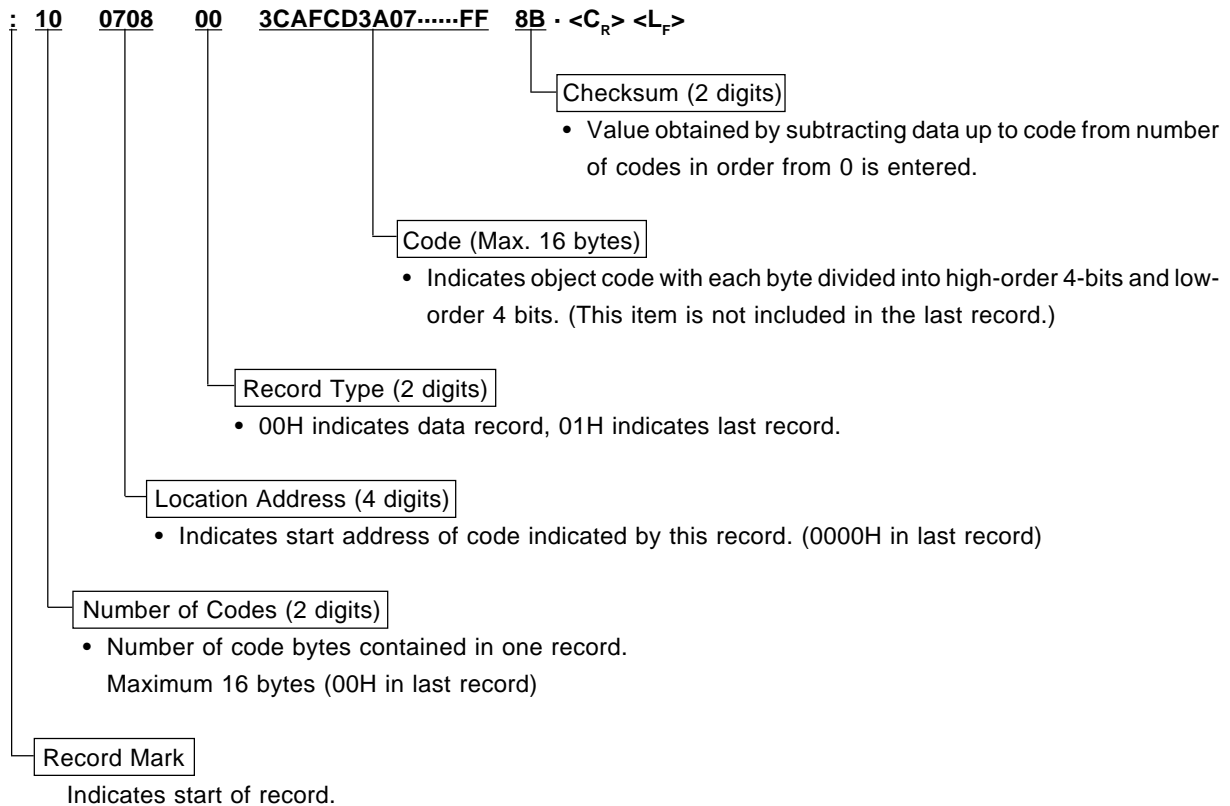 : 10 0708 00 3CAFCD3A07······FF 8B · <CR> <LF>
Checksum (2 digits)
• Value obtained by subtracting data up to code from number
of codes in order from 0 is entered.
Code (Max. 16 bytes)
• Indicates object code with each byte divided into high-order 4-bits and low-
order 4 bits. (This item is not included in the last record.)
Record Type (2 digits)
• 00H indicates data record, 01H indicates last record.
Location Address (4 digits)
• Indicates start address of code indicated by this record. (0000H in last record)
Number of Codes (2 digits)
• Number of code bytes contained in one record.
Maximum 16 bytes (00H in last record)
Record Mark
Indicates start of record.